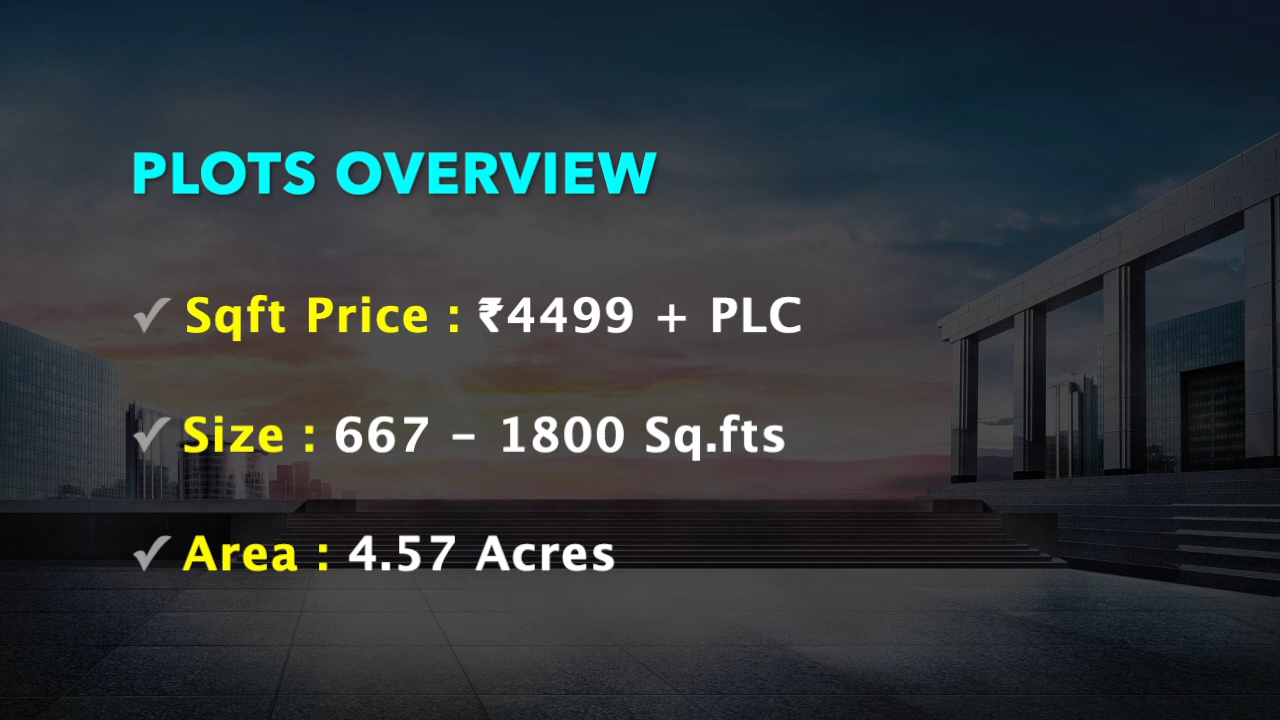 PLOTS OVERVIEW
✓ Sqft Price : ₹4499 + PLC
✓ Size : 667 – 1800 Sq.fts
✓ Area : 4.57 Acres